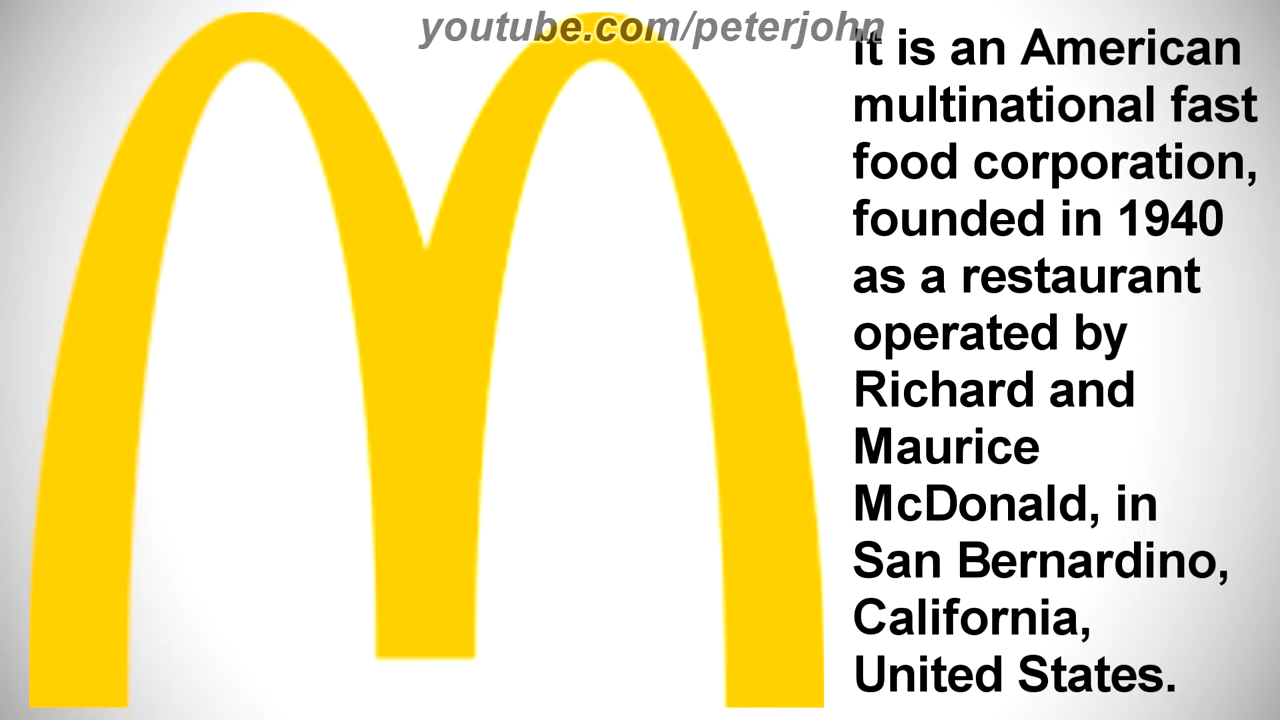 youtube.com/peterjohn
It is an American
multinational fast
food corporation,
founded in 1940
as a restaurant
operated by
Richard and
Maurice
McDonald, in
San Bernardino,
California,
United States.